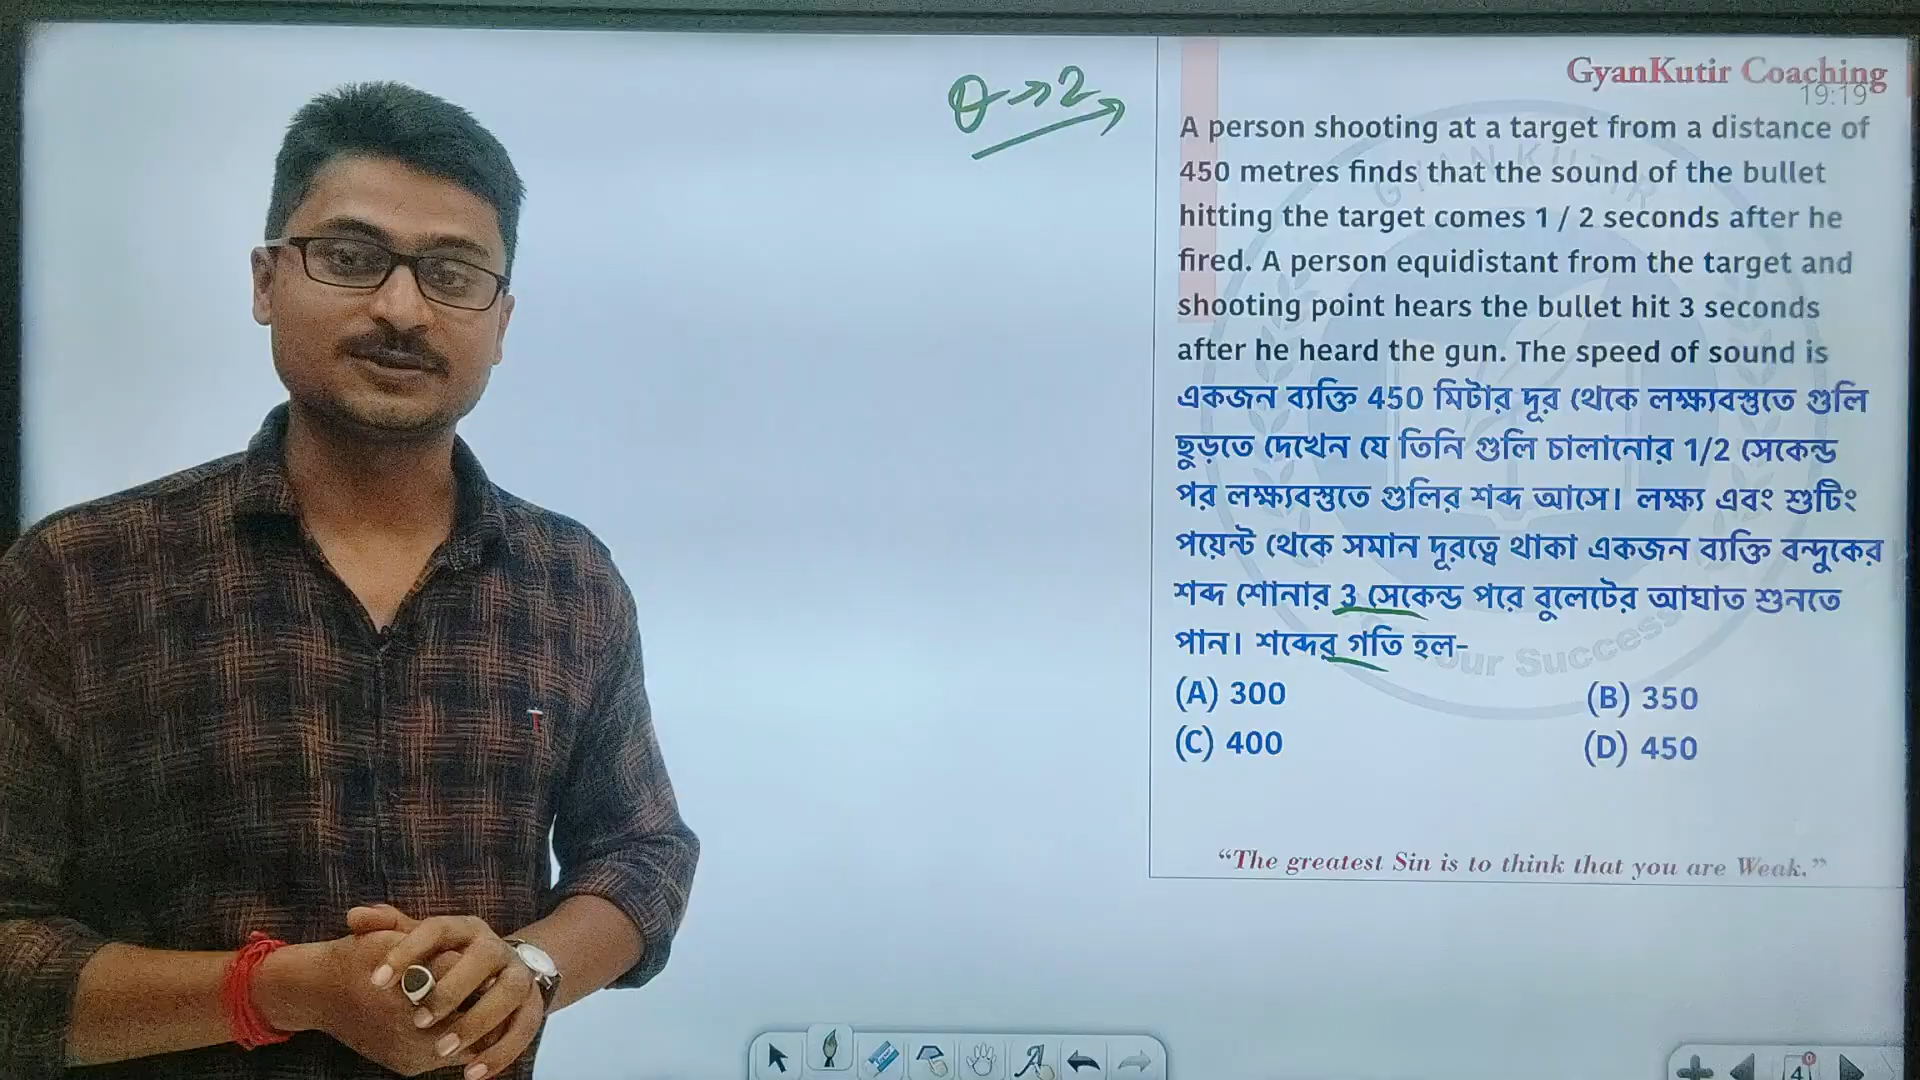 θ→2
GyanKutir Coaching
19:19
A person shooting at a target from a distance of
450 metres finds that the sound of the bullet
hitting the target comes 1 / 2 seconds after he
fired. A person equidistant from the target and
shooting point hears the bullet hit 3 seconds
after he heard the gun. The speed of sound is
একজন ব্যক্তি 450 মিটার দূর থেকে লক্ষ্যবস্তুতে গুলি
ছুড়তে দেখেন যে তিনি গুলি চালানোর 1/2 সেকেন্ড
পর লক্ষ্যবস্তুতে গুলির শব্দ আসে। লক্ষ্য এবং শুটিং
পয়েন্ট থেকে সমান দূরত্বে থাকা একজন ব্যক্তি বন্দুকের
শব্দ শোনার 3 সেকেন্ড পরে বুলেটের আঘাত শুনতে
পান। শব্দের গতি হল-
(A) 300 (B) 350
(C) 400 (D) 450
“The greatest Sin is to think that you are Weak.”
4